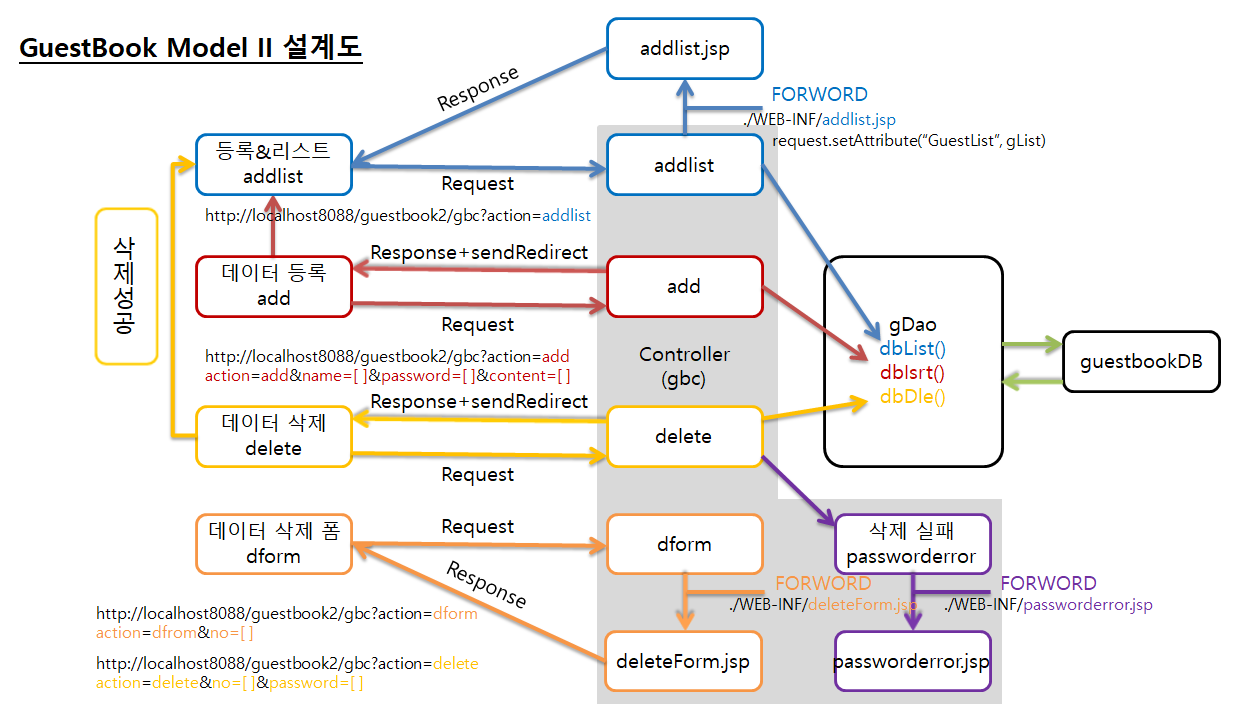 GuestBook Model II 설계도
addlist.jsp
Response
FORWORD
./WEB-INF/addlist.jsp
request.setAttribute(“GuestList”, gList)
등록&리스트
addlist
addlist
Request
http://localhost8088/guestbook2/gbc?action=addlist
삭제성공
Response+sendRedirect
데이터 등록
add
add
Request
http://localhost8088/guestbook2/gbc?action=add
action=add&name=[ ]&password=[ ]&content=[ ]
Controller
(gbc)
gDao
dbList()
dbIsrt()
dbDle()
guestbookDB
Response+sendRedirect
데이터 삭제
delete
delete
Request
데이터 삭제 폼
dform
Request
dform
삭제 실패
passworderror
Response
FORWORD
./WEB-INF/deleteForm.jsp
FORWORD
./WEB-INF/passworderror.jsp
http://localhost8088/guestbook2/gbc?action=dform
action=dfrom&no=[ ]
deleteForm.jsp
passworderror.jsp
http://localhost8088/guestbook2/gbc?action=delete
action=delete&no=[ ]&password=[ ]